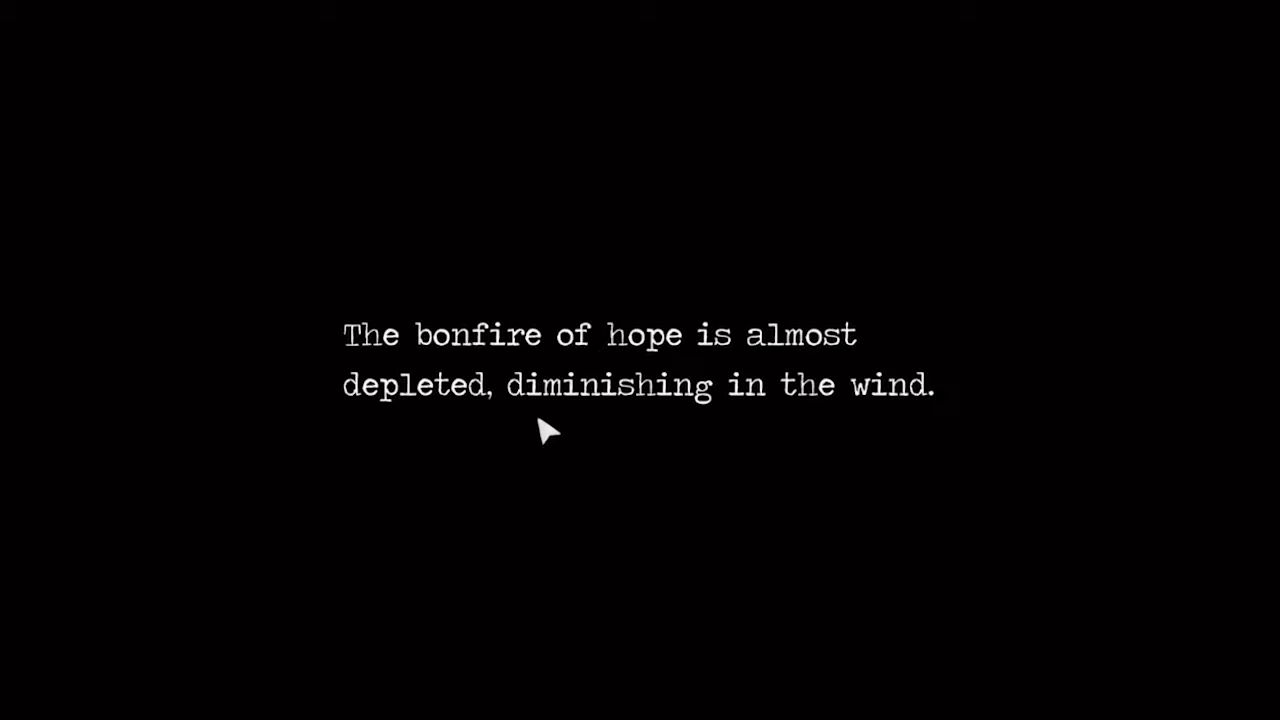 The bonfire of hope is almost
depleted, diminishing in the wind.